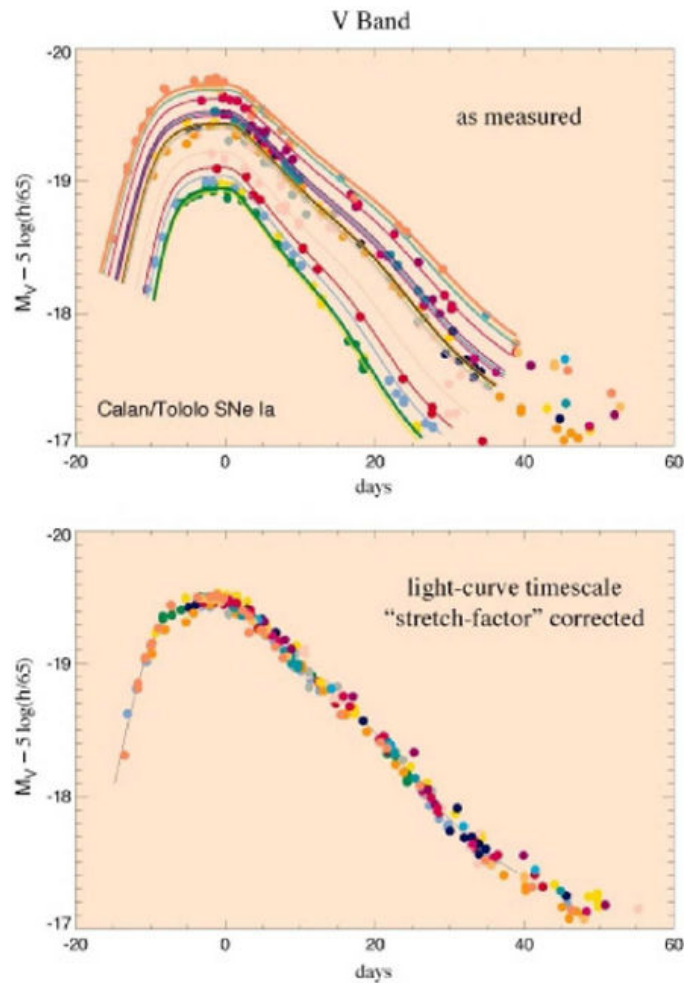 V Band
-20
as measured
-19
M_V – 5 log(h/65)
-18
Calan/Tololo SNe Ia
-17
-20 0 20 40 60
days
-20
light-curve timescale
“stretch-factor” corrected
-19
M_V – 5 log(h/65)
-18
-17
-20 0 20 40 60
days